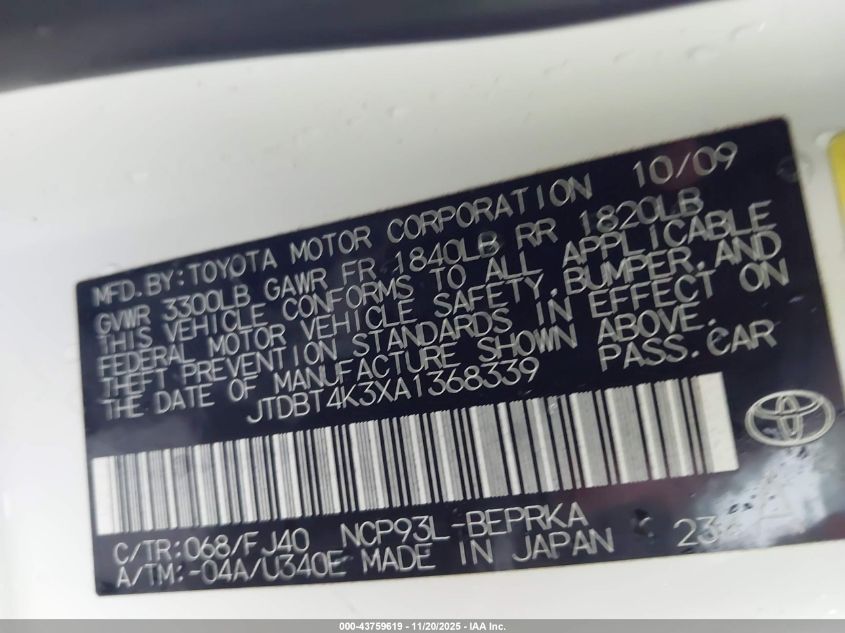 MFD.BY:TOYOTA MOTOR CORPORATION 10/09
GVWR 3300LB GAWR FR 1840LB RR 1820LB
THIS VEHICLE CONFORMS TO ALL APPLICABLE
FEDERAL MOTOR VEHICLE SAFETY,BUMPER,AND
THEFT PREVENTION STANDARDS IN EFFECT ON
THE DATE OF MANUFACTURE SHOWN ABOVE.
JTDBT4K3XA1368339 PASS.CAR
C/TR:068/FJ40 NCP93L-BEPRKA
A/TM:-04A/U340E MADE IN JAPAN
000-43759619 - 11/20/2025 - IAA Inc.